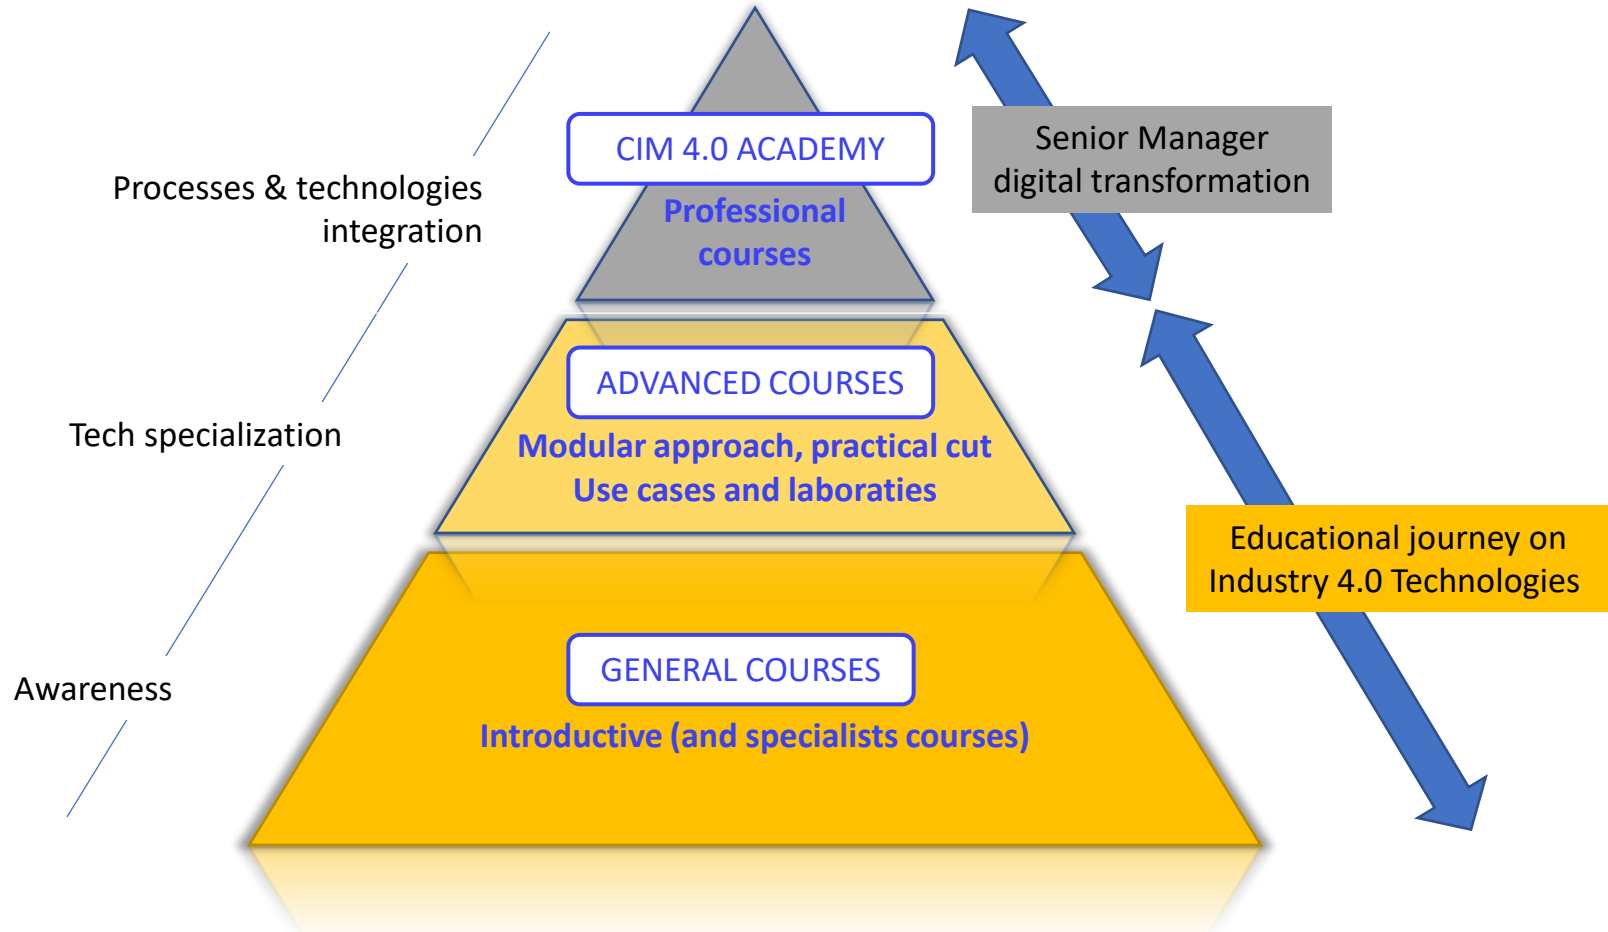 CIM 4.0 ACADEMY
Professional
courses
Senior Manager
digital transformation
Processes & technologies
integration
ADVANCED COURSES
Modular approach, practical cut
Use cases and laboraties
Tech specialization
Educational journey on
Industry 4.0 Technologies
GENERAL COURSES
Introductive (and specialists courses)
Awareness